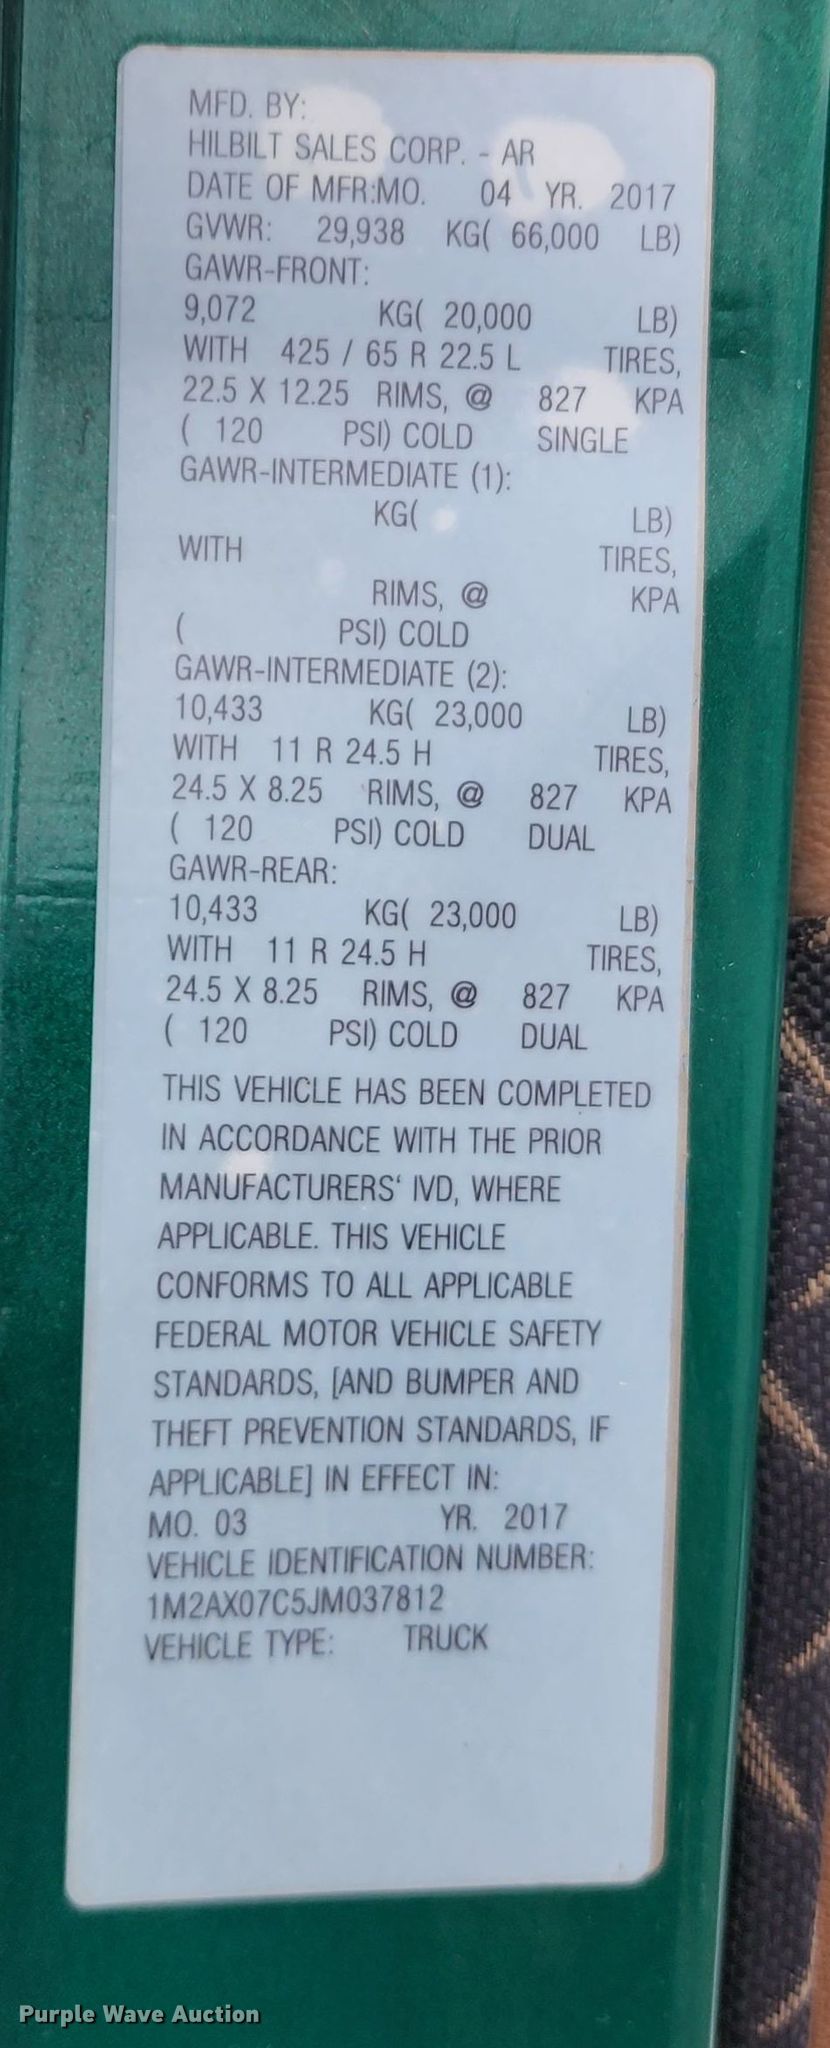 MFD. BY:
HILBILT SALES CORP. - AR
DATE OF MFR:MO. 04 YR. 2017
GVWR: 29,938 KG( 66,000 LB)
GAWR-FRONT:
9,072 KG( 20,000 LB)
WITH 425 / 65 R 22.5 L TIRES,
22.5 X 12.25 RIMS, @ 827 KPA
( 120 PSI) COLD SINGLE
GAWR-INTERMEDIATE (1):
KG( LB)
WITH TIRES,
RIMS, @ KPA
( PSI) COLD
GAWR-INTERMEDIATE (2):
10,433 KG( 23,000 LB)
WITH 11 R 24.5 H TIRES,
24.5 X 8.25 RIMS, @ 827 KPA
( 120 PSI) COLD DUAL
GAWR-REAR:
10,433 KG( 23,000 LB)
WITH 11 R 24.5 H TIRES,
24.5 X 8.25 RIMS, @ 827 KPA
( 120 PSI) COLD DUAL
THIS VEHICLE HAS BEEN COMPLETED
IN ACCORDANCE WITH THE PRIOR
MANUFACTURERS' IVD, WHERE
APPLICABLE. THIS VEHICLE
CONFORMS TO ALL APPLICABLE
FEDERAL MOTOR VEHICLE SAFETY
STANDARDS, [AND BUMPER AND
THEFT PREVENTION STANDARDS, IF
APPLICABLE] IN EFFECT IN:
MO. 03 YR. 2017
VEHICLE IDENTIFICATION NUMBER:
1M2AX07C5JM037812
VEHICLE TYPE: TRUCK
Purple Wave Auction